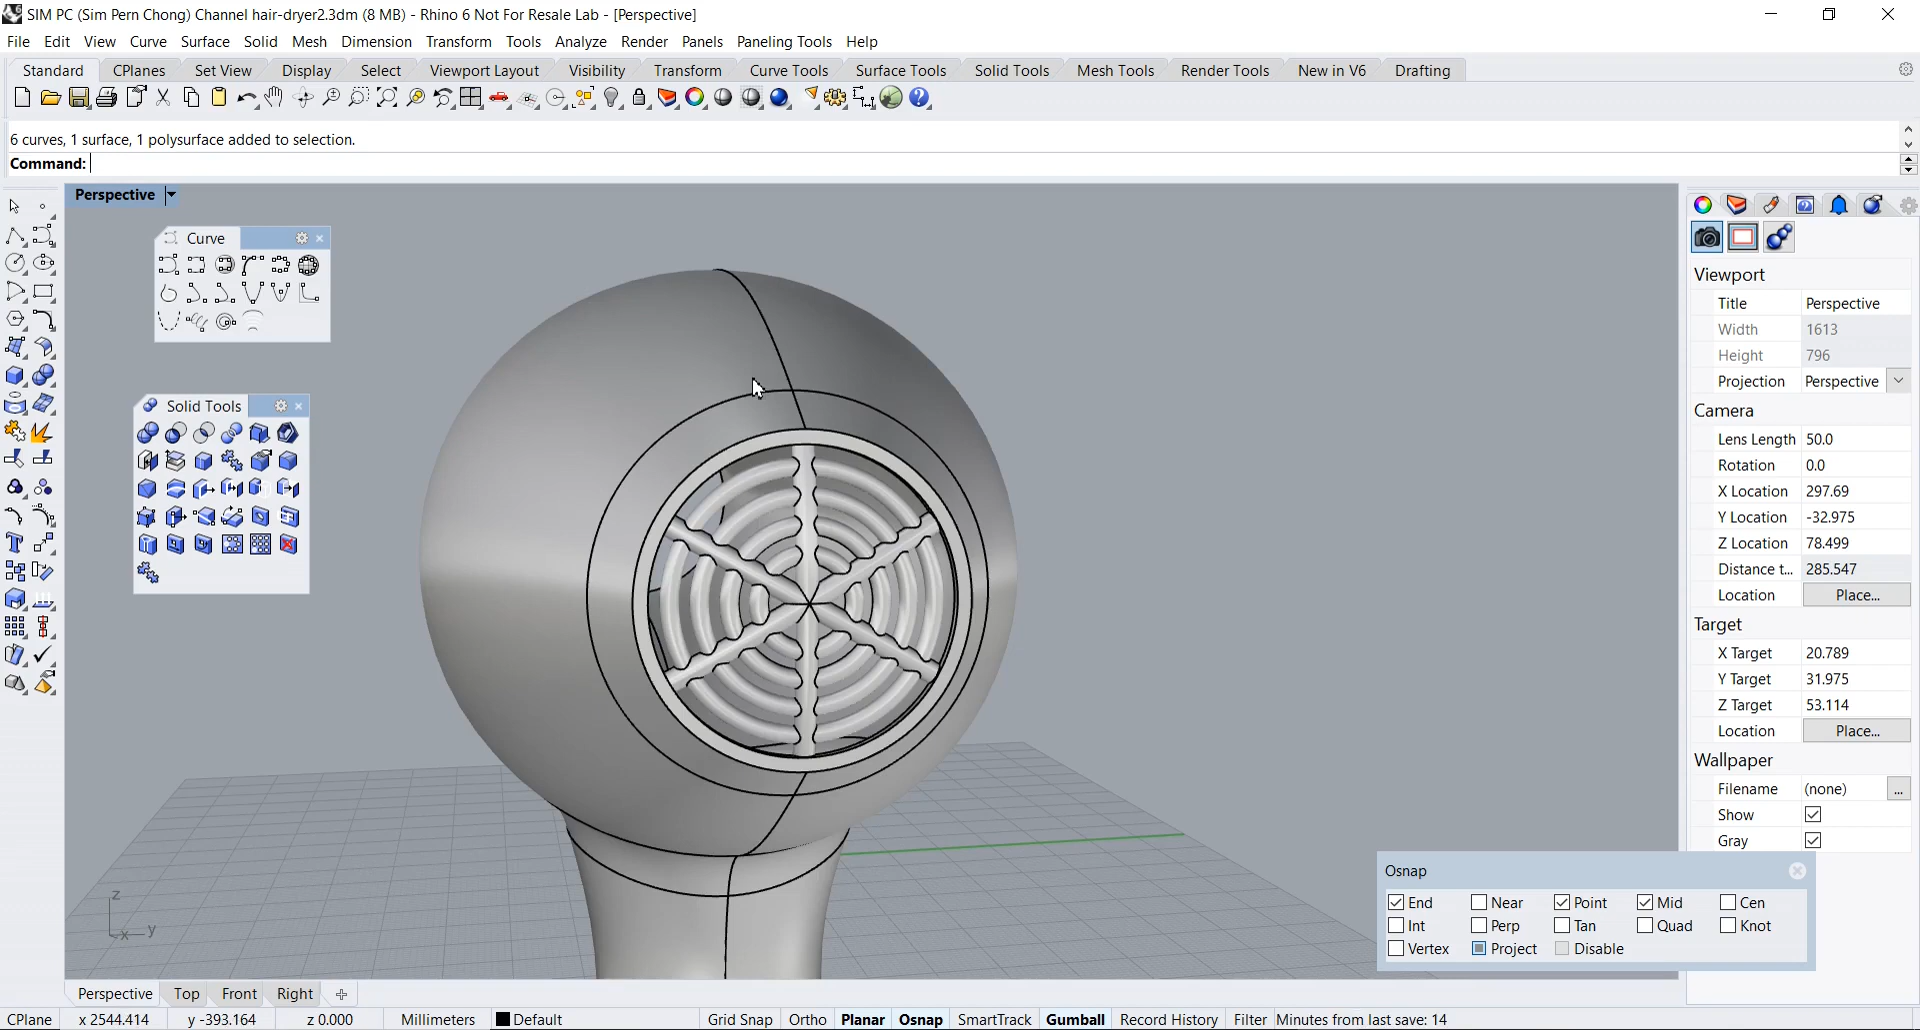 SIM PC (Sim Pern Chong) Channel hair-dryer2.3dm (8 MB) - Rhino 6 Not For Resale Lab - [Perspective]
File Edit View Curve Surface Solid Mesh Dimension Transform Tools Analyze Render Panels Paneling Tools Help
Standard CPlanes Set View Display Select Viewport Layout Visibility Transform Curve Tools Surface Tools Solid Tools Mesh Tools Render Tools New in V6 Drafting
6 curves, 1 surface, 1 polysurface added to selection.
Command:
Perspective
Curve
Solid Tools
Viewport
Title Perspective
Width 1613
Height 796
Projection Perspective
Camera
Lens Length 50.0
Rotation 0.0
X Location 297.69
Y Location -32.975
Z Location 78.499
Distance t... 285.547
Location Place...
Target
X Target 20.789
Y Target 31.975
Z Target 53.114
Location Place...
Wallpaper
Filename (none) ...
Show
Gray
Osnap
End Near Point Mid Cen
Int Perp Tan Quad Knot
Vertex Project Disable
z
x y
Perspective Top Front Right
CPlane x 2544.414 y -393.164 z 0.000 Millimeters Default Grid Snap Ortho Planar Osnap SmartTrack Gumball Record History Filter Minutes from last save: 14